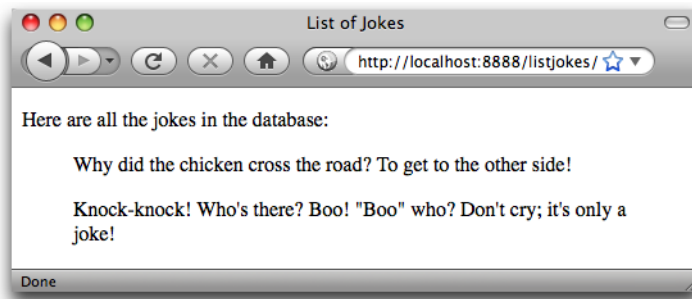 List of Jokes
http://localhost:8888/listjokes/
Here are all the jokes in the database:
Why did the chicken cross the road? To get to the other side!
Knock-knock! Who's there? Boo! "Boo" who? Don't cry; it's only a
joke!
Done